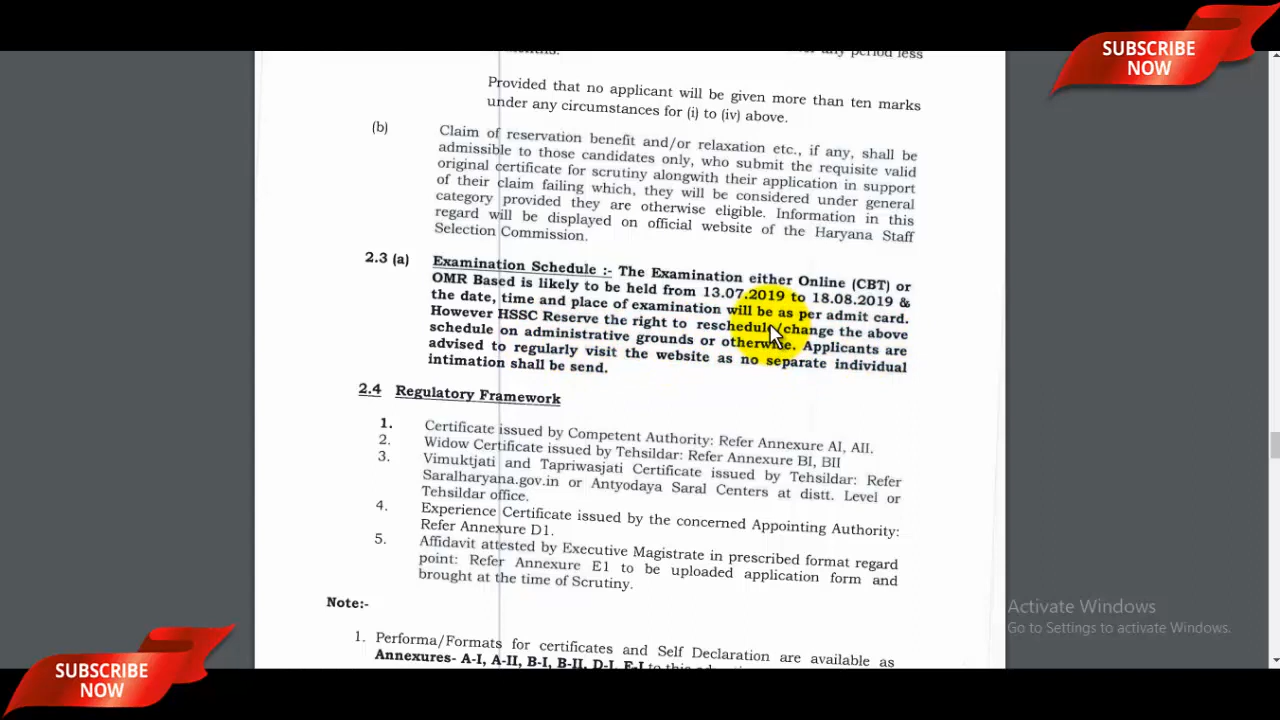 SUBSCRIBE
NOW
months. any period less
Provided that no applicant will be given more than ten marks
under any circumstances for (i) to (iv) above.
(b) Claim of reservation benefit and/or relaxation etc., if any, shall be
admissible to those candidates only, who submit the requisite valid
original certificate for scrutiny alongwith their application in support
of their claim failing which, they will be considered under general
category provided they are otherwise eligible. Information in this
regard will be displayed on official website of the Haryana Staff
Selection Commission.
2.3 (a) Examination Schedule :- The Examination either Online (CBT) or
OMR Based is likely to be held from 13.07.2019 to 18.08.2019 &
the date, time and place of examination will be as per admit card.
However HSSC Reserve the right to reschedule/change the above
schedule on administrative grounds or otherwise. Applicants are
advised to regularly visit the website as no separate individual
intimation shall be send.
2.4 Regulatory Framework
1. Certificate issued by Competent Authority: Refer Annexure AI, AII.
2. Widow Certificate issued by Tehsildar: Refer Annexure BI, BII
3. Vimuktjati and Tapriwasjati Certificate issued by Tehsildar: Refer
Saralharyana.gov.in or Antyodaya Saral Centers at distt. Level or
Tehsildar office.
4. Experience Certificate issued by the concerned Appointing Authority:
Refer Annexure D1.
5. Affidavit attested by Executive Magistrate in prescribed format regard
point: Refer Annexure E1 to be uploaded application form and
brought at the time of Scrutiny.
Note:-
1. Performa/Formats for certificates and Self Declaration are available as
Annexures- A-I, A-II, B-I, B-II, D-I, E-I to this
Activate Windows
Go to Settings to activate Windows.
SUBSCRIBE
NOW